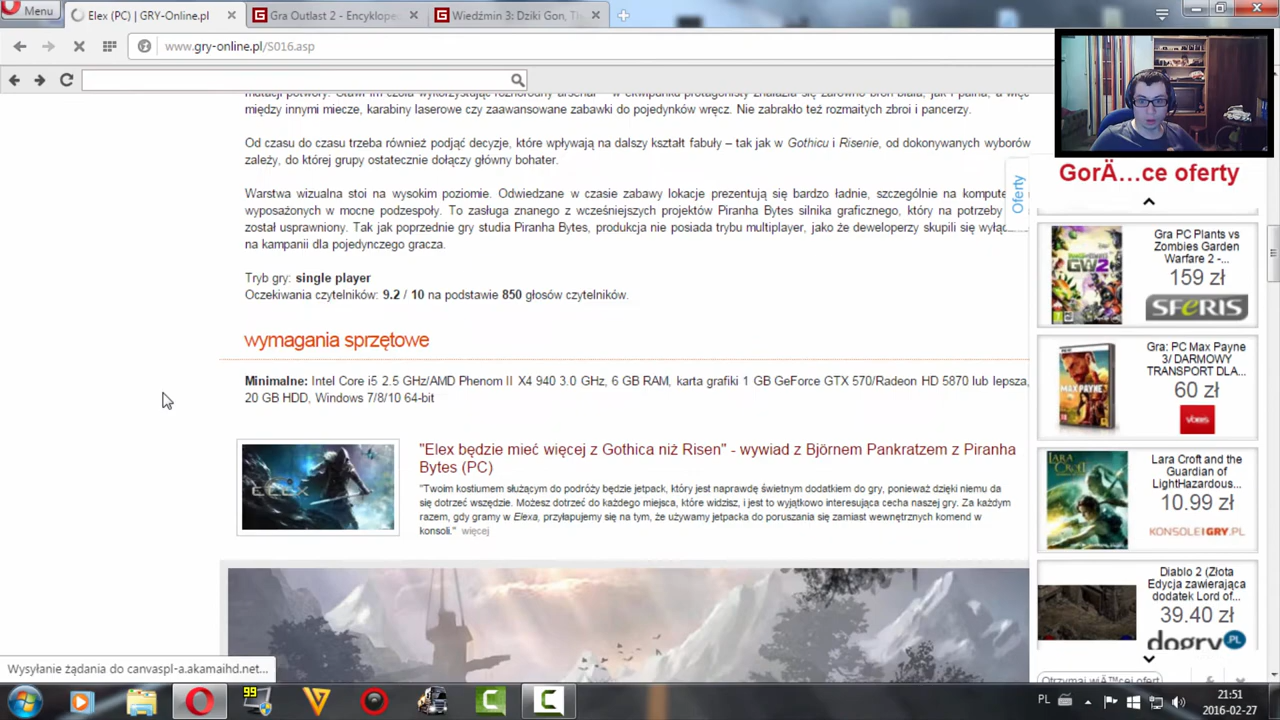 Menu
Elex (PC) | GRY-Online.pl
Gra Outlast 2 - Encyklope
Wiedźmin 3: Dziki Gon, Th
www.gry-online.pl/S016.asp
między innymi miecze, karabiny laserowe czy zaawansowane zabawki do pojedynków wręcz. Nie zabrakło też rozmaitych zbroi i pancerzy.
Od czasu do czasu trzeba również podjąć decyzje, które wpływają na dalszy kształt fabuły – tak jak w Gothicu i Risenie, od dokonywanych wyborów
zależy, do której grupy ostatecznie dołączy główny bohater.
Warstwa wizualna stoi na wysokim poziomie. Odwiedzane w czasie zabawy lokacje prezentują się bardzo ładnie, szczególnie na kompute
wyposażonych w mocne podzespoły. To zasługa znanego z wcześniejszych projektów Piranha Bytes silnika graficznego, który na potrzeby
został usprawniony. Tak jak poprzednie gry studia Piranha Bytes, produkcja nie posiada trybu multiplayer, jako że deweloperzy skupili się wyłąc
na kampanii dla pojedynczego gracza.
Tryb gry: single player
Oczekiwania czytelników: 9.2 / 10 na podstawie 850 głosów czytelników.
wymagania sprzętowe
Minimalne: Intel Core i5 2.5 GHz/AMD Phenom II X4 940 3.0 GHz, 6 GB RAM, karta grafiki 1 GB GeForce GTX 570/Radeon HD 5870 lub lepsza,
20 GB HDD, Windows 7/8/10 64-bit
"Elex będzie mieć więcej z Gothica niż Risen" - wywiad z Björnem Pankratzem z Piranha
Bytes (PC)
"Twoim kostiumem służącym do podróży będzie jetpack, który jest naprawdę świetnym dodatkiem do gry, ponieważ dzięki niemu da
się dotrzeć wszędzie. Możesz dotrzeć do każdego miejsca, które widzisz, i jest to wyjątkowo interesująca cecha naszej gry. Za każdym
razem, gdy gramy w Elexa, przyłapujemy się na tym, że używamy jetpacka do poruszania się zamiast wewnętrznych komend w
konsoli." więcej
ELEX
Oferty
GorÄ…ce oferty
Gra PC Plants vs
Zombies Garden
Warfare 2 -...
159 zł
SFERIS
GW2
Gra: PC Max Payne
3/ DARMOWY
TRANSPORT DLA...
60 zł
MAX PAYNE
Lara Croft and the
Guardian of
LightHazardous...
10.99 zł
KONSOLEIGRY.PL
LARA CROFT
Diablo 2 (Złota
Edycja zawierająca
dodatek Lord of...
39.40 zł
dogry PL
Wysyłanie żądania do canvaspl-a.akamaihd.net...
99
PL
21:51
2016-02-27